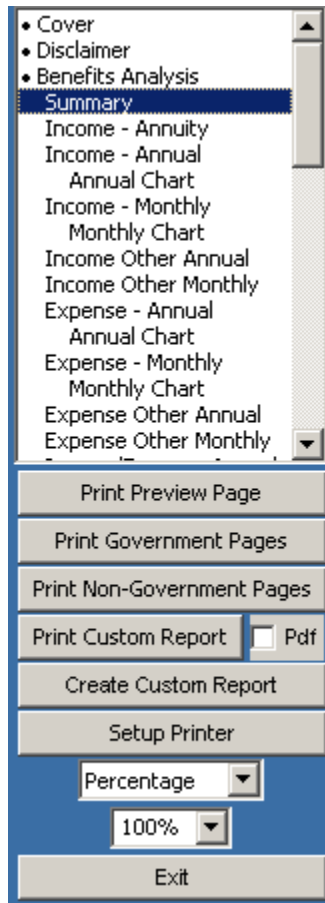 • Cover
• Disclaimer
• Benefits Analysis
Summary
Income - Annuity
Income - Annual
Annual Chart
Income - Monthly
Monthly Chart
Income Other Annual
Income Other Monthly
Expense - Annual
Annual Chart
Expense - Monthly
Monthly Chart
Expense Other Annual
Expense Other Monthly
Print Preview Page
Print Government Pages
Print Non-Government Pages
Print Custom Report Pdf
Create Custom Report
Setup Printer
Percentage
100%
Exit